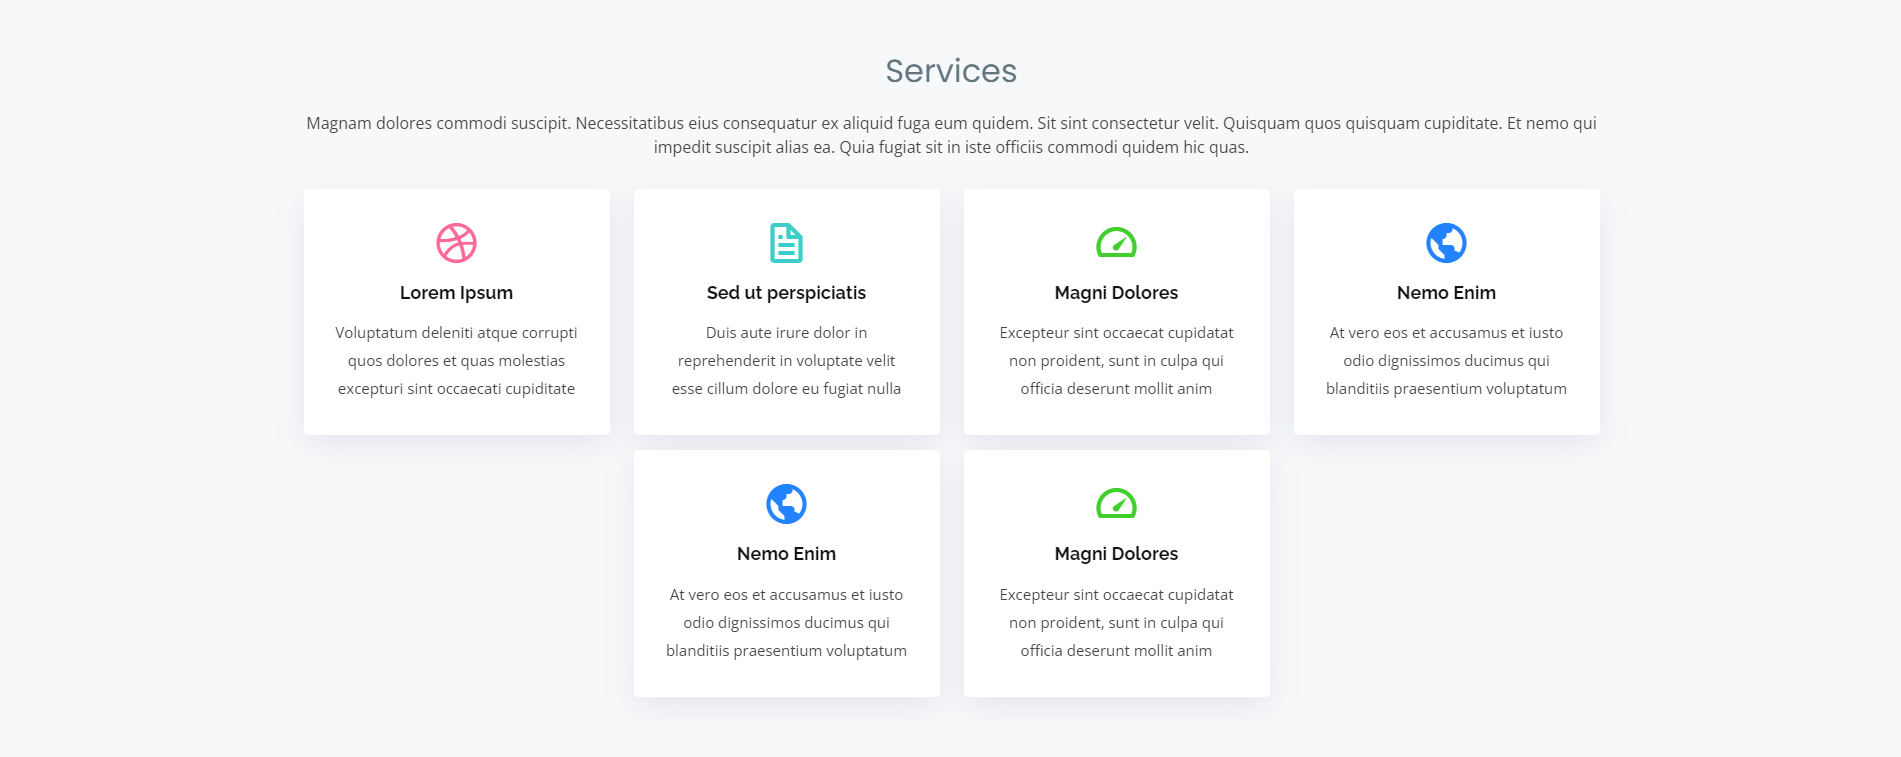 Services
Magnam dolores commodi suscipit. Necessitatibus eius consequatur ex aliquid fuga eum quidem. Sit sint consectetur velit. Quisquam quos quisquam cupiditate. Et nemo qui
impedit suscipit alias ea. Quia fugiat sit in iste officiis commodi quidem hic quas.
Lorem Ipsum
Voluptatum deleniti atque corrupti
quos dolores et quas molestias
excepturi sint occaecati cupiditate
Sed ut perspiciatis
Duis aute irure dolor in
reprehenderit in voluptate velit
esse cillum dolore eu fugiat nulla
Magni Dolores
Excepteur sint occaecat cupidatat
non proident, sunt in culpa qui
officia deserunt mollit anim
Nemo Enim
At vero eos et accusamus et iusto
odio dignissimos ducimus qui
blanditiis praesentium voluptatum
Nemo Enim
At vero eos et accusamus et iusto
odio dignissimos ducimus qui
blanditiis praesentium voluptatum
Magni Dolores
Excepteur sint occaecat cupidatat
non proident, sunt in culpa qui
officia deserunt mollit anim